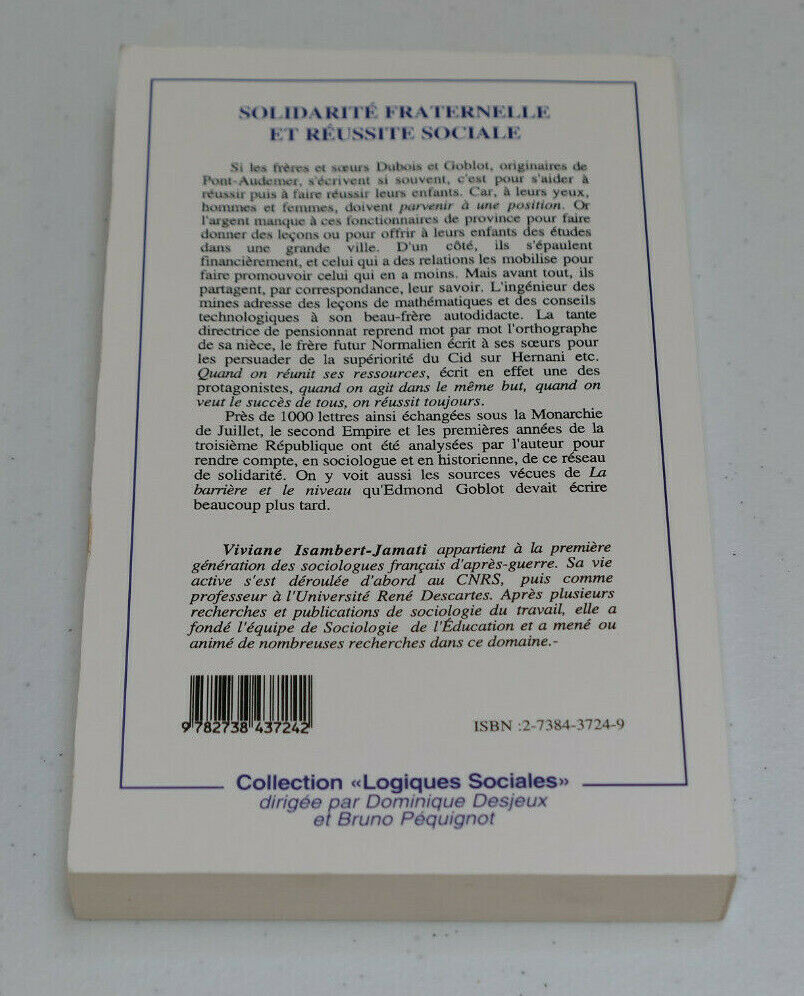 SOLIDARITÉ FRATERNELLE
ET RÉUSSITE SOCIALE
Si les frères et sœurs Dubois et Goblot, originaires de
Pont-Audemer, s'écrivent si souvent, c'est pour s'aider à
réussir puis à faire réussir leurs enfants. Car, à leurs yeux,
hommes et femmes, doivent parvenir à une position. Or
l'argent manque à ces fonctionnaires de province pour faire
donner des leçons ou pour offrir à leurs enfants des études
dans une grande ville. D'un côté, ils s'épaulent
financièrement, et celui qui a des relations les mobilise pour
faire promouvoir celui qui en a moins. Mais avant tout, ils
partagent, par correspondance, leur savoir. L'ingénieur des
mines adresse des leçons de mathématiques et des conseils
technologiques à son beau-frère autodidacte. La tante
directrice de pensionnat reprend mot par mot l'orthographe
de sa nièce, le frère futur Normalien écrit à ses sœurs pour
les persuader de la supériorité du Cid sur Hernani etc.
Quand on réunit ses ressources, écrit en effet une des
protagonistes, quand on agit dans le même but, quand on
veut le succès de tous, on réussit toujours.
Près de 1000 lettres ainsi échangées sous la Monarchie
de Juillet, le second Empire et les premières années de la
troisième République ont été analysées par l'auteur pour
rendre compte, en sociologue et en historienne, de ce réseau
de solidarité. On y voit aussi les sources vécues de La
barrière et le niveau qu'Edmond Goblot devait écrire
beaucoup plus tard.
Viviane Isambert-Jamati appartient à la première
génération des sociologues français d'après-guerre. Sa vie
active s'est déroulée d'abord au CNRS, puis comme
professeur à l'Université René Descartes. Après plusieurs
recherches et publications de sociologie du travail, elle a
fondé l'équipe de Sociologie de l'Éducation et a mené ou
animé de nombreuses recherches dans ce domaine.-
9 782738 437242
ISBN :2-7384-3724-9
Collection «Logiques Sociales»
dirigée par Dominique Desjeux
et Bruno Péquignot